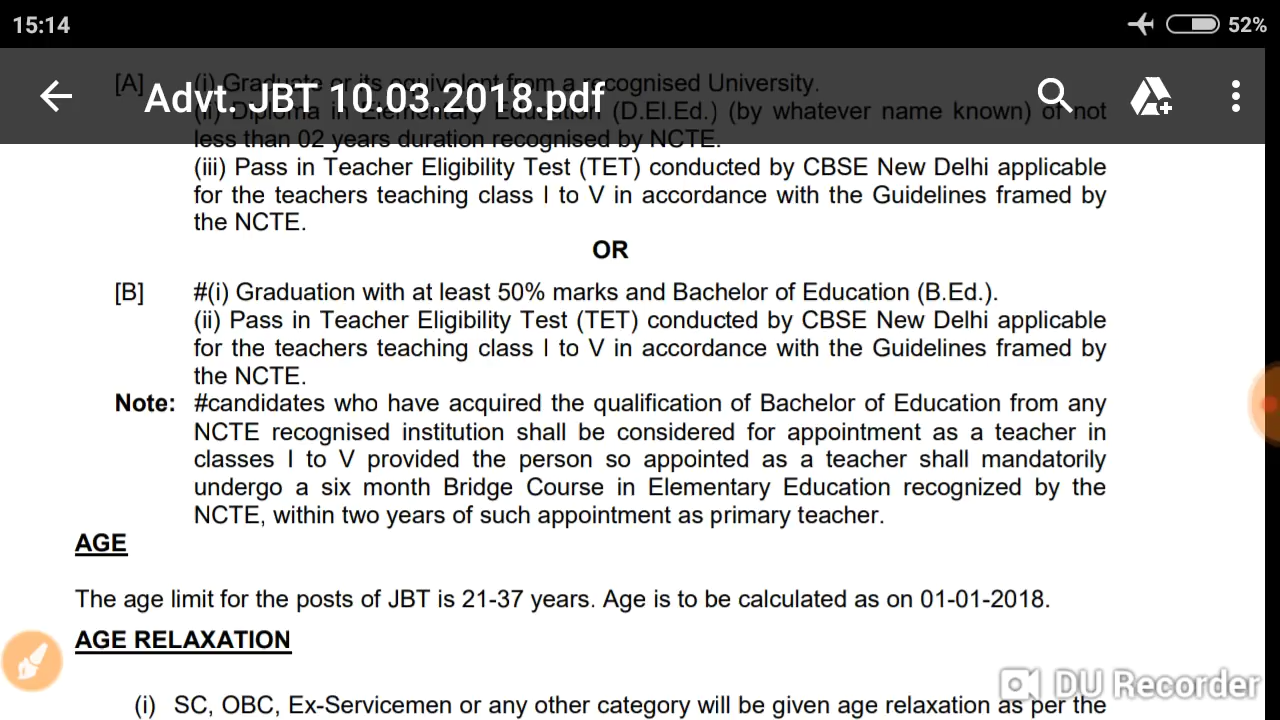 15:14
52%
Advt. JBT 10.03.2018.pdf
[A] (i) Graduate or its equivalent from a recognised University.
(ii) Diploma in Elementary Education (D.El.Ed.) (by whatever name known) of not
less than 02 years duration recognised by NCTE.
(iii) Pass in Teacher Eligibility Test (TET) conducted by CBSE New Delhi applicable
for the teachers teaching class I to V in accordance with the Guidelines framed by
the NCTE.
OR
[B] #(i) Graduation with at least 50% marks and Bachelor of Education (B.Ed.).
(ii) Pass in Teacher Eligibility Test (TET) conducted by CBSE New Delhi applicable
for the teachers teaching class I to V in accordance with the Guidelines framed by
the NCTE.
Note: #candidates who have acquired the qualification of Bachelor of Education from any
NCTE recognised institution shall be considered for appointment as a teacher in
classes I to V provided the person so appointed as a teacher shall mandatorily
undergo a six month Bridge Course in Elementary Education recognized by the
NCTE, within two years of such appointment as primary teacher.
AGE
The age limit for the posts of JBT is 21-37 years. Age is to be calculated as on 01-01-2018.
AGE RELAXATION
(i) SC, OBC, Ex-Servicemen or any other category will be given age relaxation as per the
DU Recorder